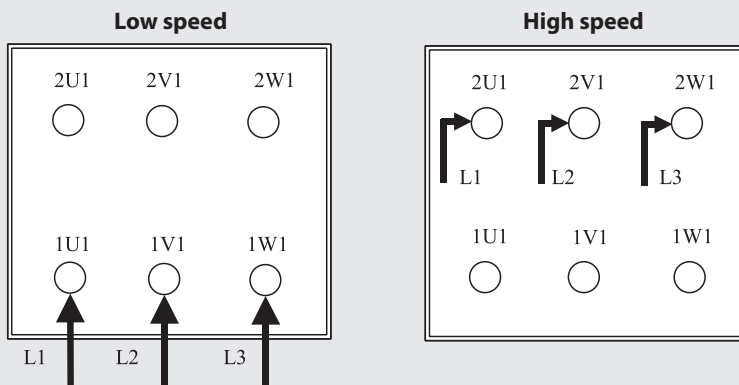 Low speed
2U1 2V1 2W1
1U1 1V1 1W1
L1 L2 L3
High speed
2U1 2V1 2W1
L1 L2 L3
1U1 1V1 1W1